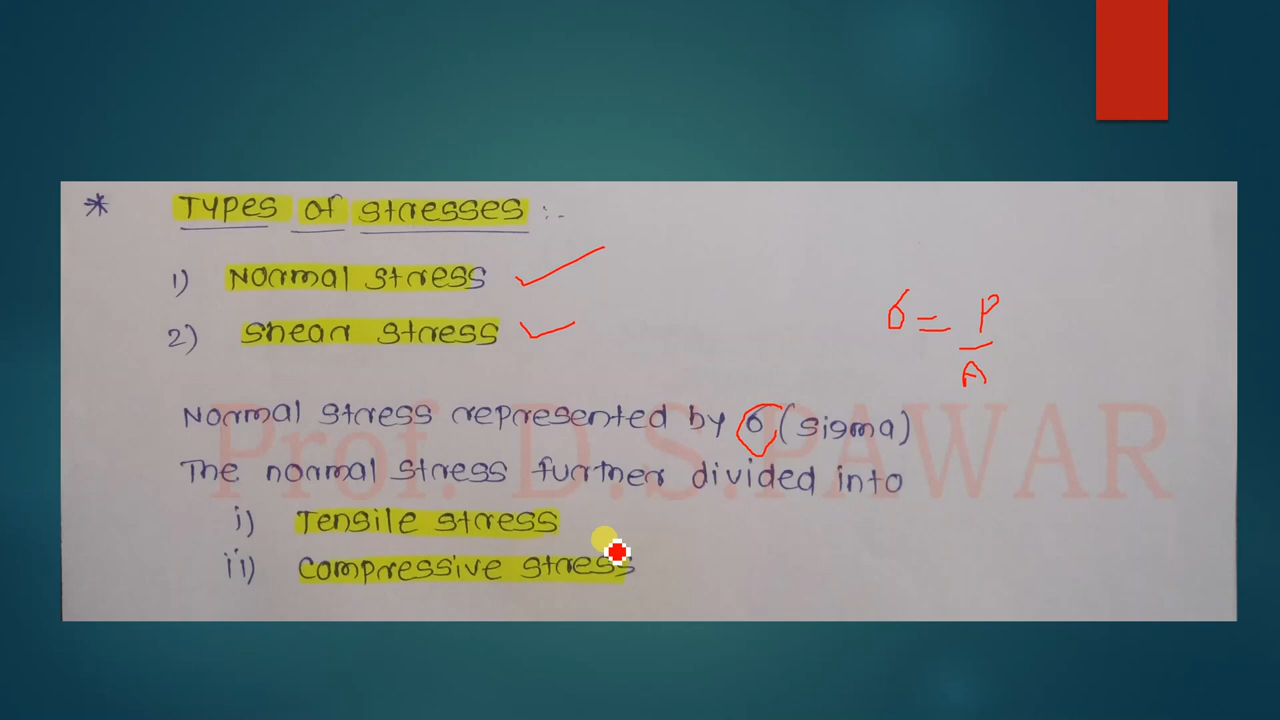 * Types of stresses :-
1) Normal stress
2) Shear stress
σ = P
A
Normal stress represented by σ (sigma)
The normal stress further divided into
i) Tensile stress
ii) Compressive stress
Prof. D.S.PAWAR